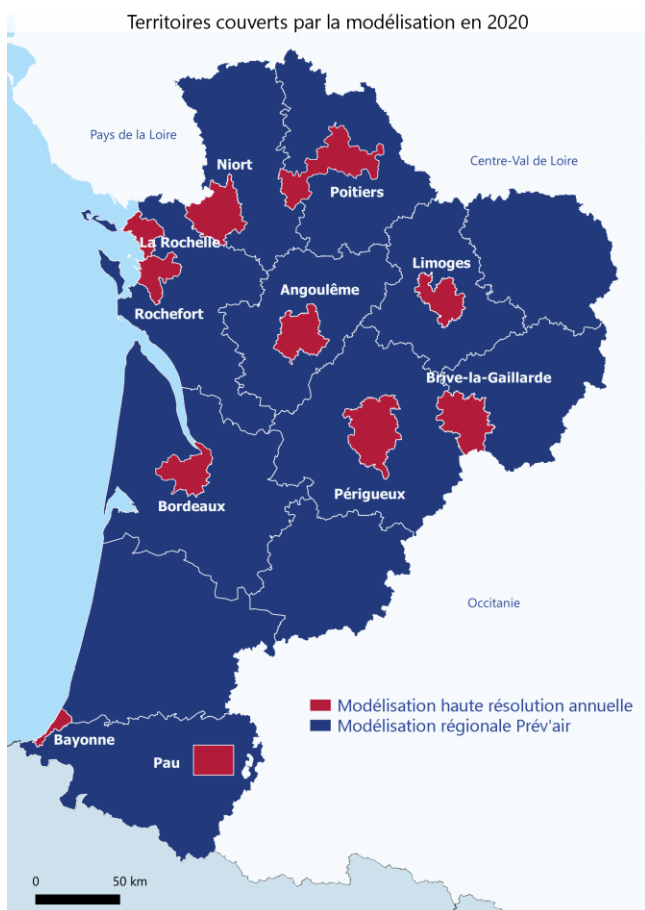 Territoires couverts par la modélisation en 2020
Pays de la Loire
Niort
Centre-Val de Loire
Poitiers
La Rochelle
Limoges
Angoulême
Rochefort
Brive-la-Gaillarde
Périgueux
Bordeaux
Occitanie
Modélisation haute résolution annuelle
Modélisation régionale Prév'air
Bayonne
Pau
0 50 km